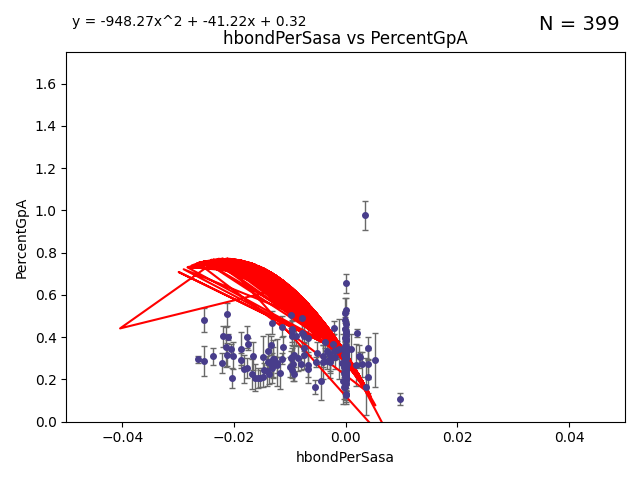 y = -948.27x^2 + -41.22x + 0.32
N = 399
hbondPerSasa vs PercentGpA
PercentGpA
1.6
1.4
1.2
1.0
0.8
0.6
0.4
0.2
0.0
−0.04 −0.02 0.00 0.02 0.04
hbondPerSasa